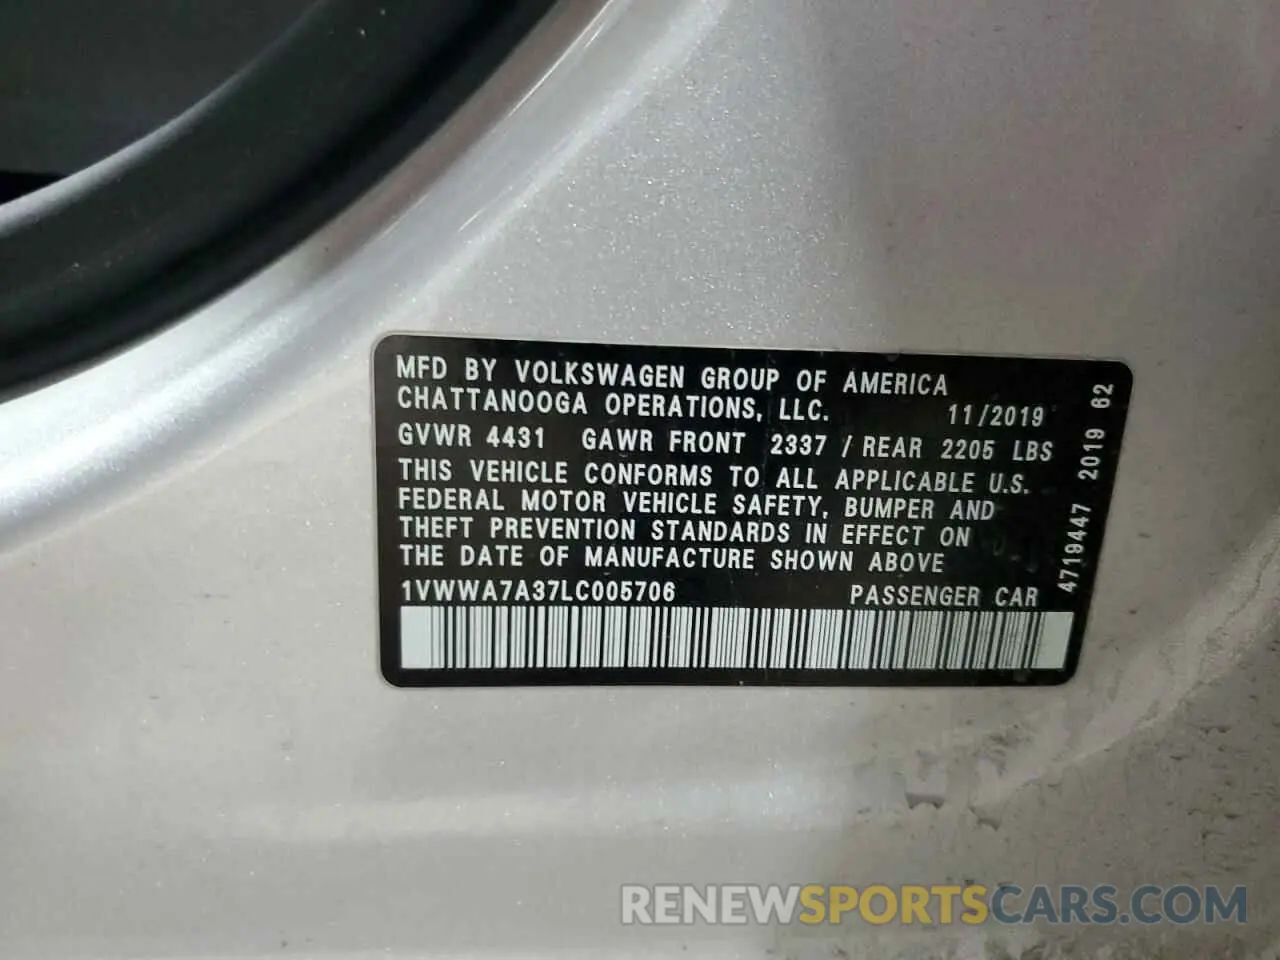 MFD BY VOLKSWAGEN GROUP OF AMERICA
CHATTANOOGA OPERATIONS, LLC. 11/2019
GVWR 4431 GAWR FRONT 2337 / REAR 2205 LBS
THIS VEHICLE CONFORMS TO ALL APPLICABLE U.S.
FEDERAL MOTOR VEHICLE SAFETY, BUMPER AND
THEFT PREVENTION STANDARDS IN EFFECT ON
THE DATE OF MANUFACTURE SHOWN ABOVE
1VWWA7A37LC005706 PASSENGER CAR
4719447 2019 62
RENEWSPORTSCARS.COM